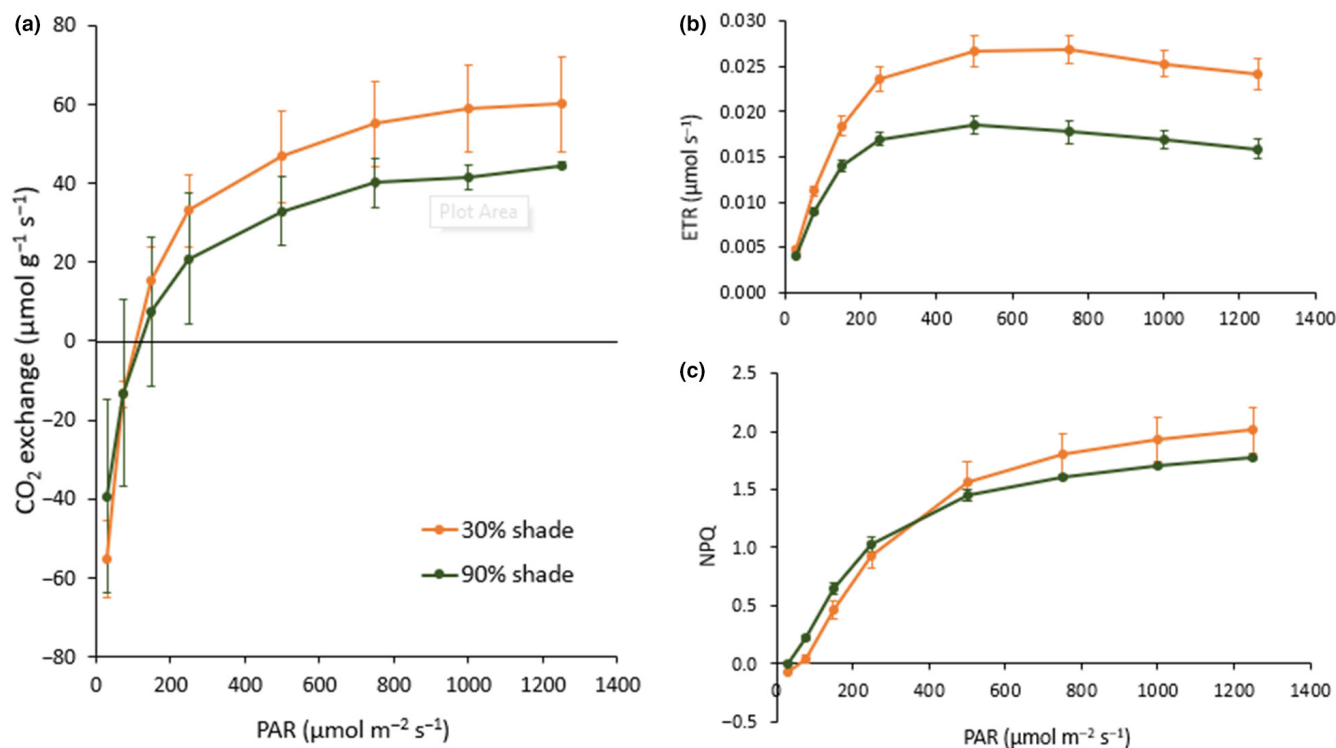 (a)
80
60
40
20
0
−20
−40
−60
−80
CO₂ exchange (µmol g⁻¹ s⁻¹)
Plot Area
30% shade
90% shade
0 200 400 600 800 1000 1200 1400
PAR (µmol m⁻² s⁻¹)
(b)
0.030
0.025
0.020
0.015
0.010
0.005
0.000
ETR (µmol s⁻¹)
0 200 400 600 800 1000 1200 1400
(c)
2.5
2.0
1.5
1.0
0.5
0.0
−0.5
NPQ
0 200 400 600 800 1000 1200 1400
PAR (µmol m⁻² s⁻¹)